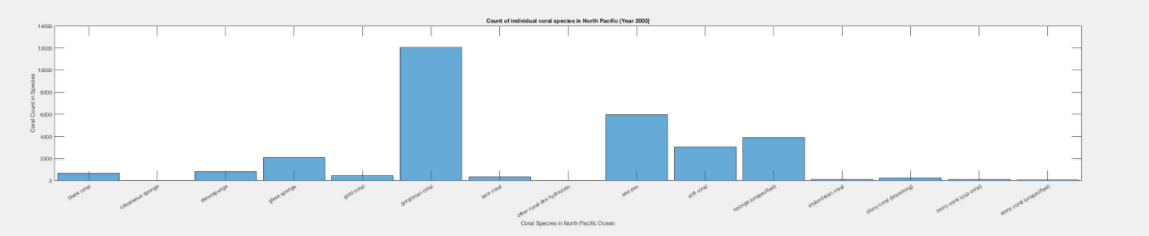 Count of individual coral species in North Pacific (Year 2003)
Coral Count in Species
14000
12000
10000
8000
6000
4000
2000
0
black coral
calcareous sponge
demosponge
glass sponge
gold coral
gorgonian coral
lace coral
other coral-like hydrozoan
sea pen
soft coral
sponge (unspecified)
stoloniferan coral
stony coral (branching)
stony coral (cup coral)
stony coral (unspecified)
Coral Species in North Pacific Ocean